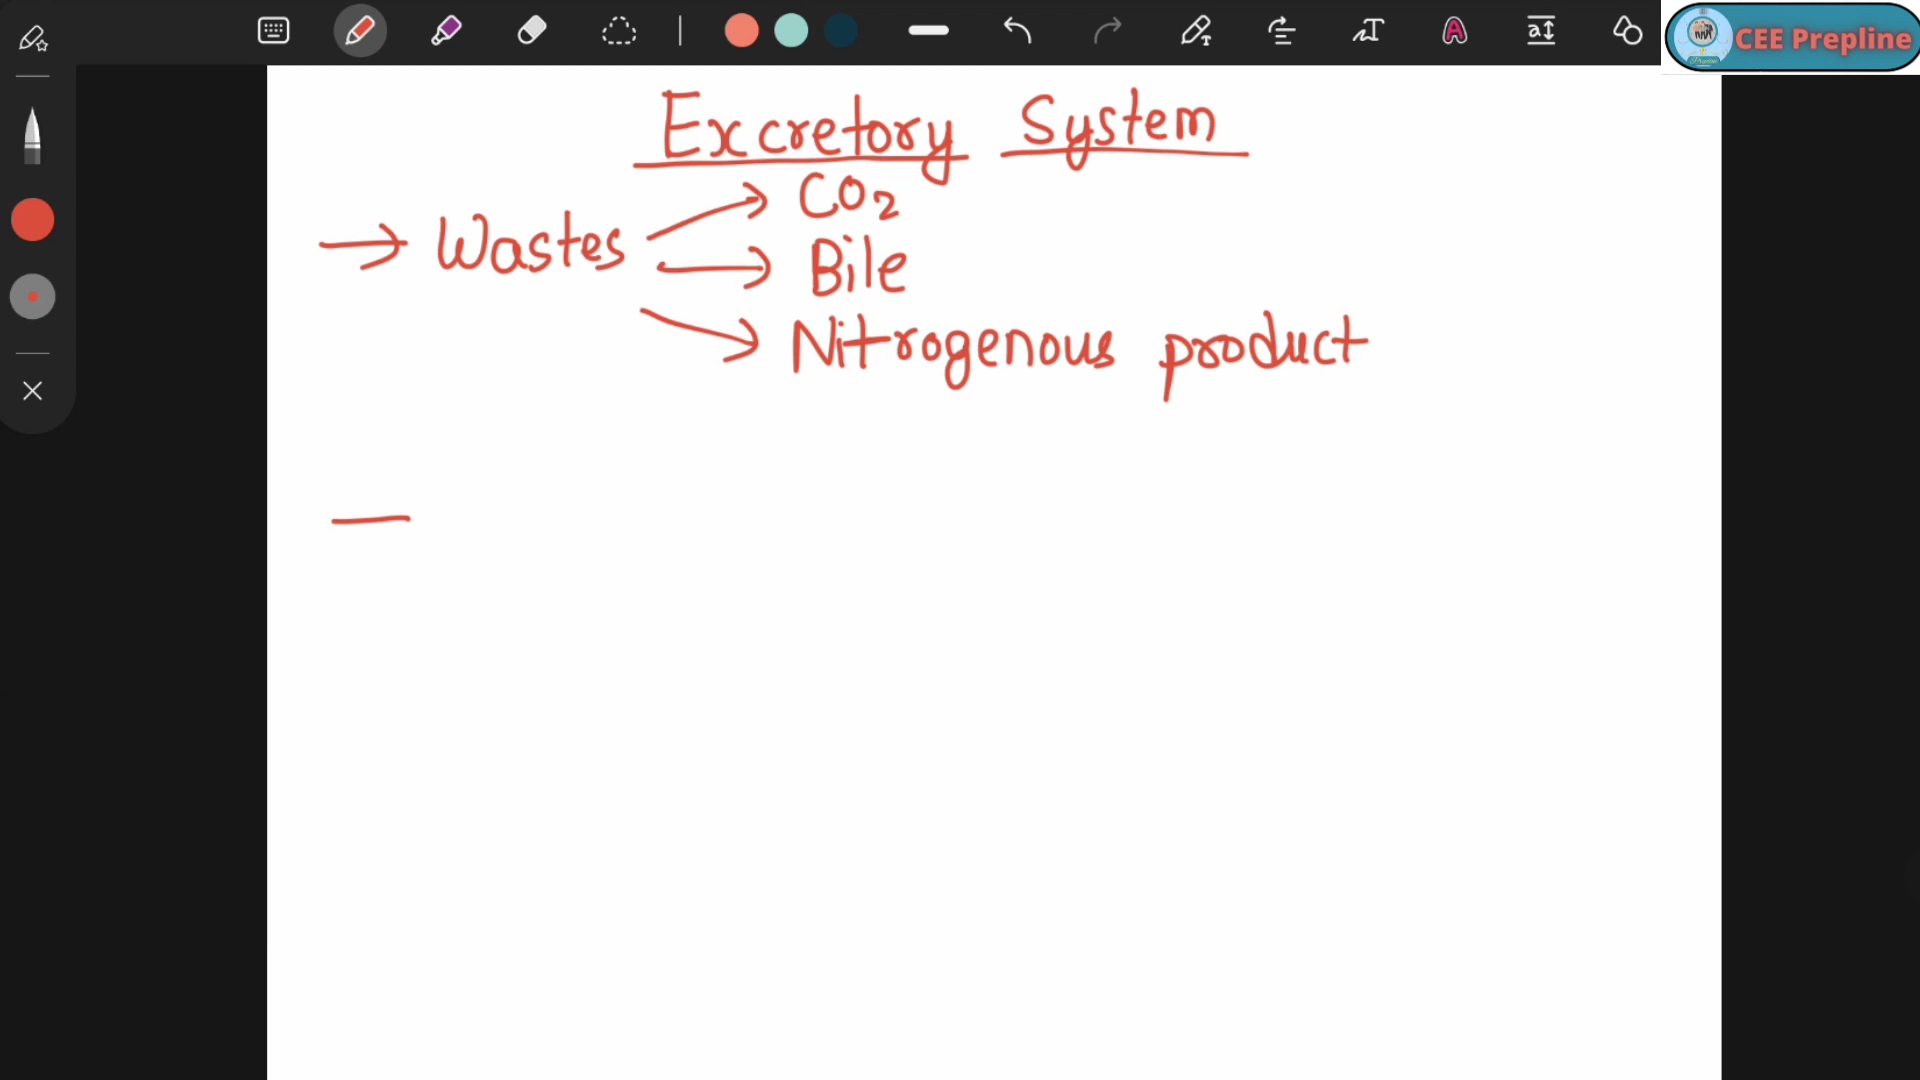 CEE Prepline
Excretory System
→ Wastes → CO₂
→ Bile
→ Nitrogenous product